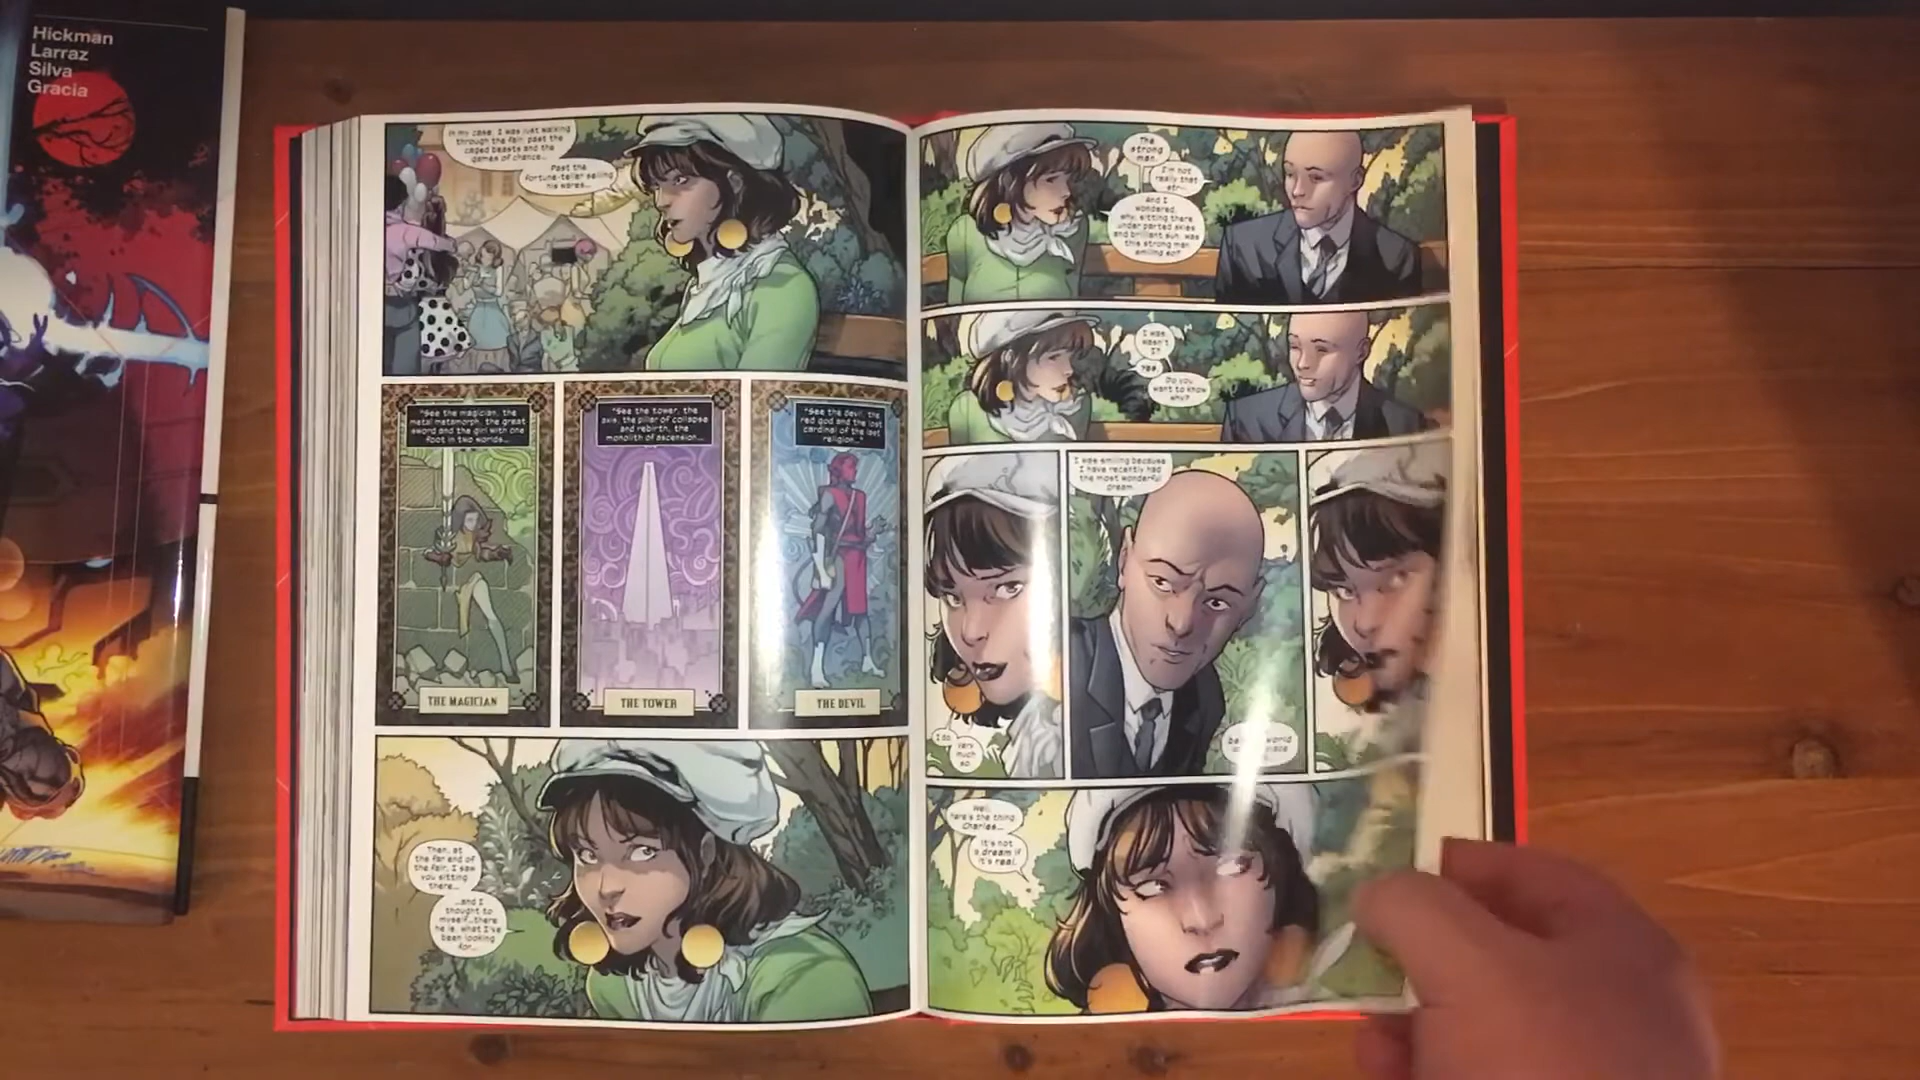 Hickman
Larraz
Silva
Gracia
In my case, I was just walking
through the fair, past the
caged beasts and the
games of chance...
Past the
fortune-teller selling
his wares...
"See the magician, the
metal metamorph, the great
sword and the girl with one
foot in two worlds...
THE MAGICIAN
"See the tower, the
axis, the pillar of collapse
and rebirth, the
monolith of ascension...
THE TOWER
"See the devil, the
red god and the lost
cardinal of the last
religion..."
THE DEVIL
Then, at
the far end of
the fair, I saw
you sitting
there...
...and I
thought to
myself...there
he is, what I've
been looking
for...
The
strong
man.
I'm not
really that
str--
And I
wondered,
why, sitting there
under parted skies
and brilliant sun, was
this strong man
smiling so?
I was,
wasn't
I?
Yes.
Do you
want to know
why?
I do.
Very
much
so.
I was smiling because
I have recently had
the most wonderful
dream.
world
Well,
here's the thing
Charles...
It's not
a dream if
it's real.